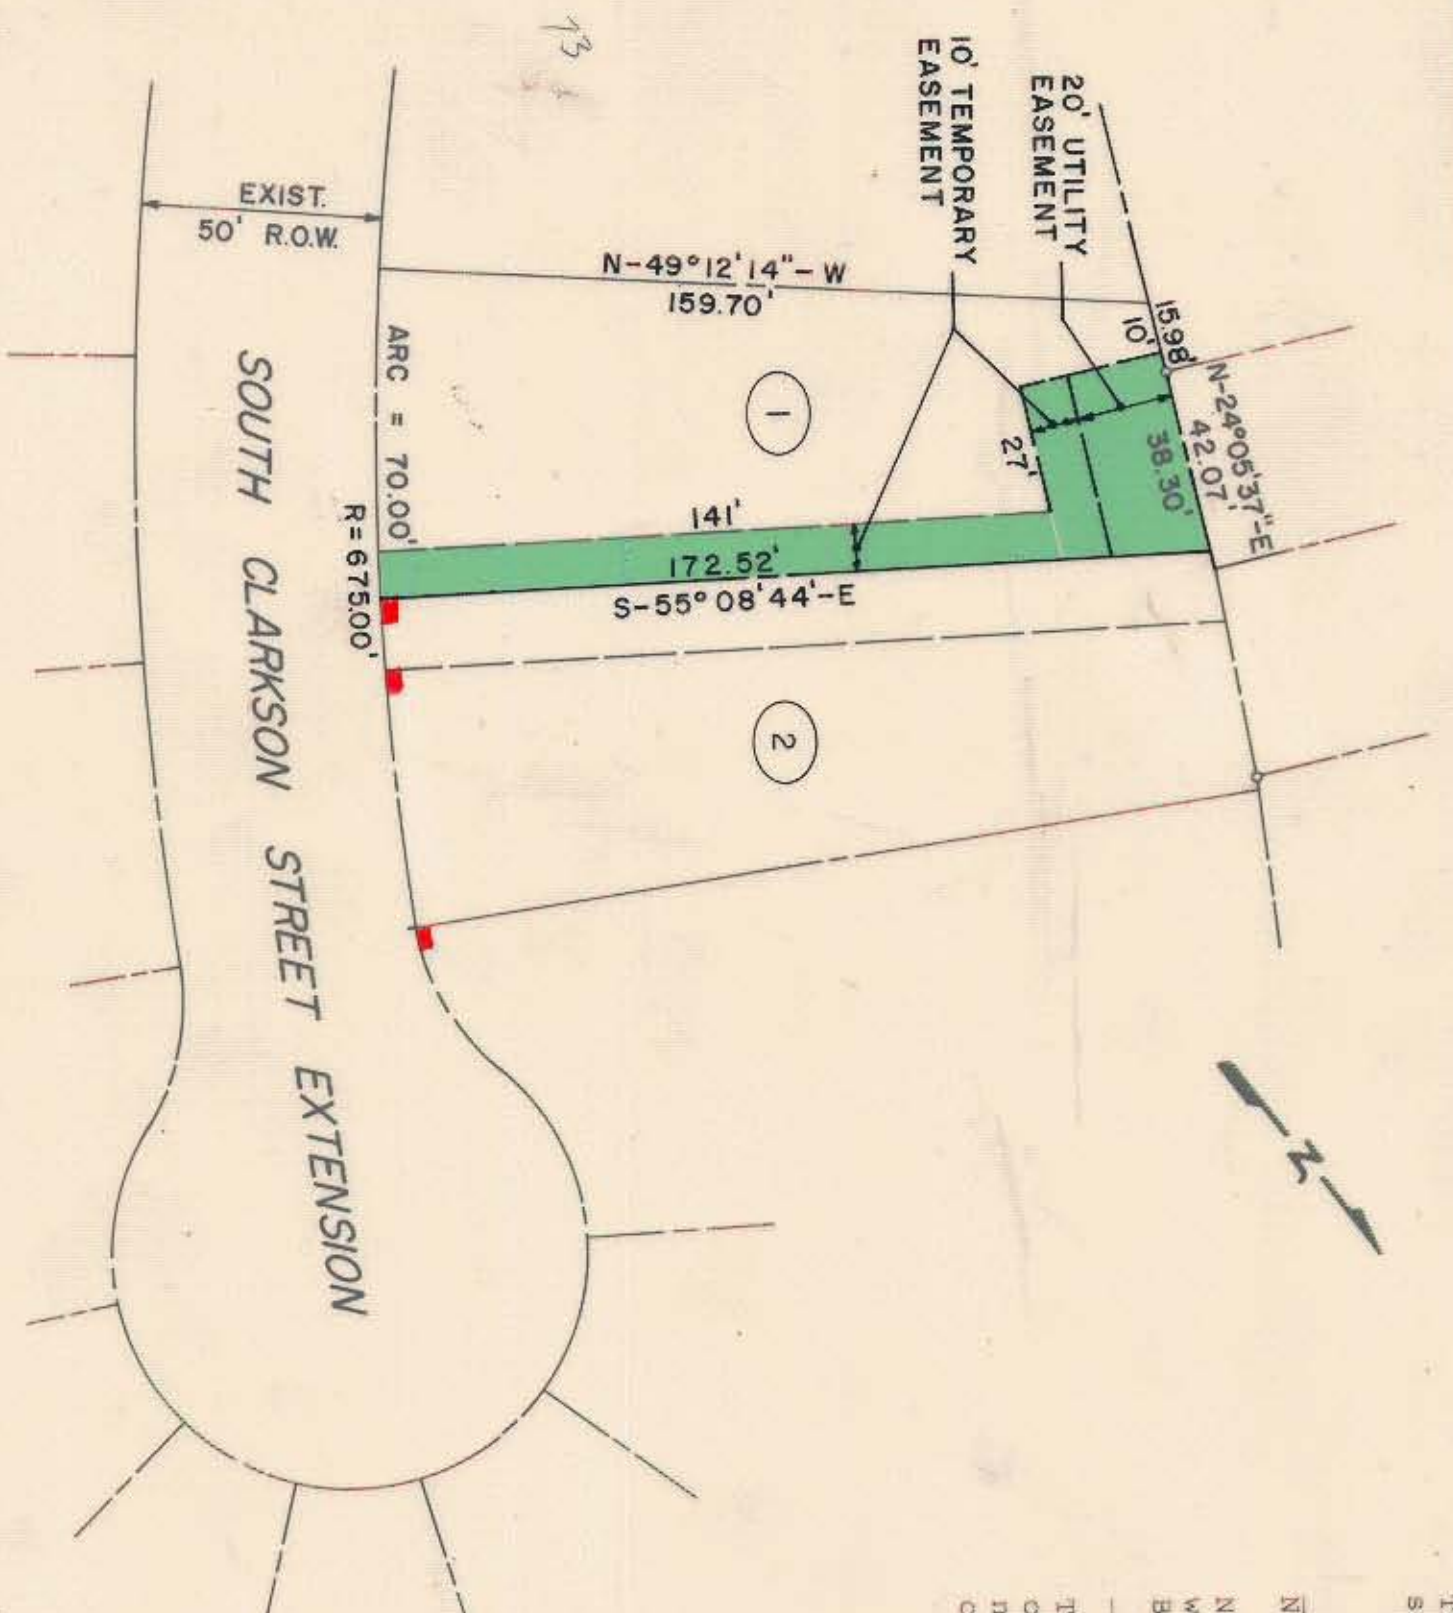 73
10' TEMPORARY
EASEMENT
20' UTILITY
EASEMENT
EXIST.
50' R.O.W.
N-49°12'14"-W
159.70'
15.98'
10'
N-24°05'37"-E
42.07'
38.30'
27'
1
ARC = 70.00'
R = 675.00'
141'
172.52'
S-55°08'44'-E
2
SOUTH CLARKSON STREET EXTENSION
N